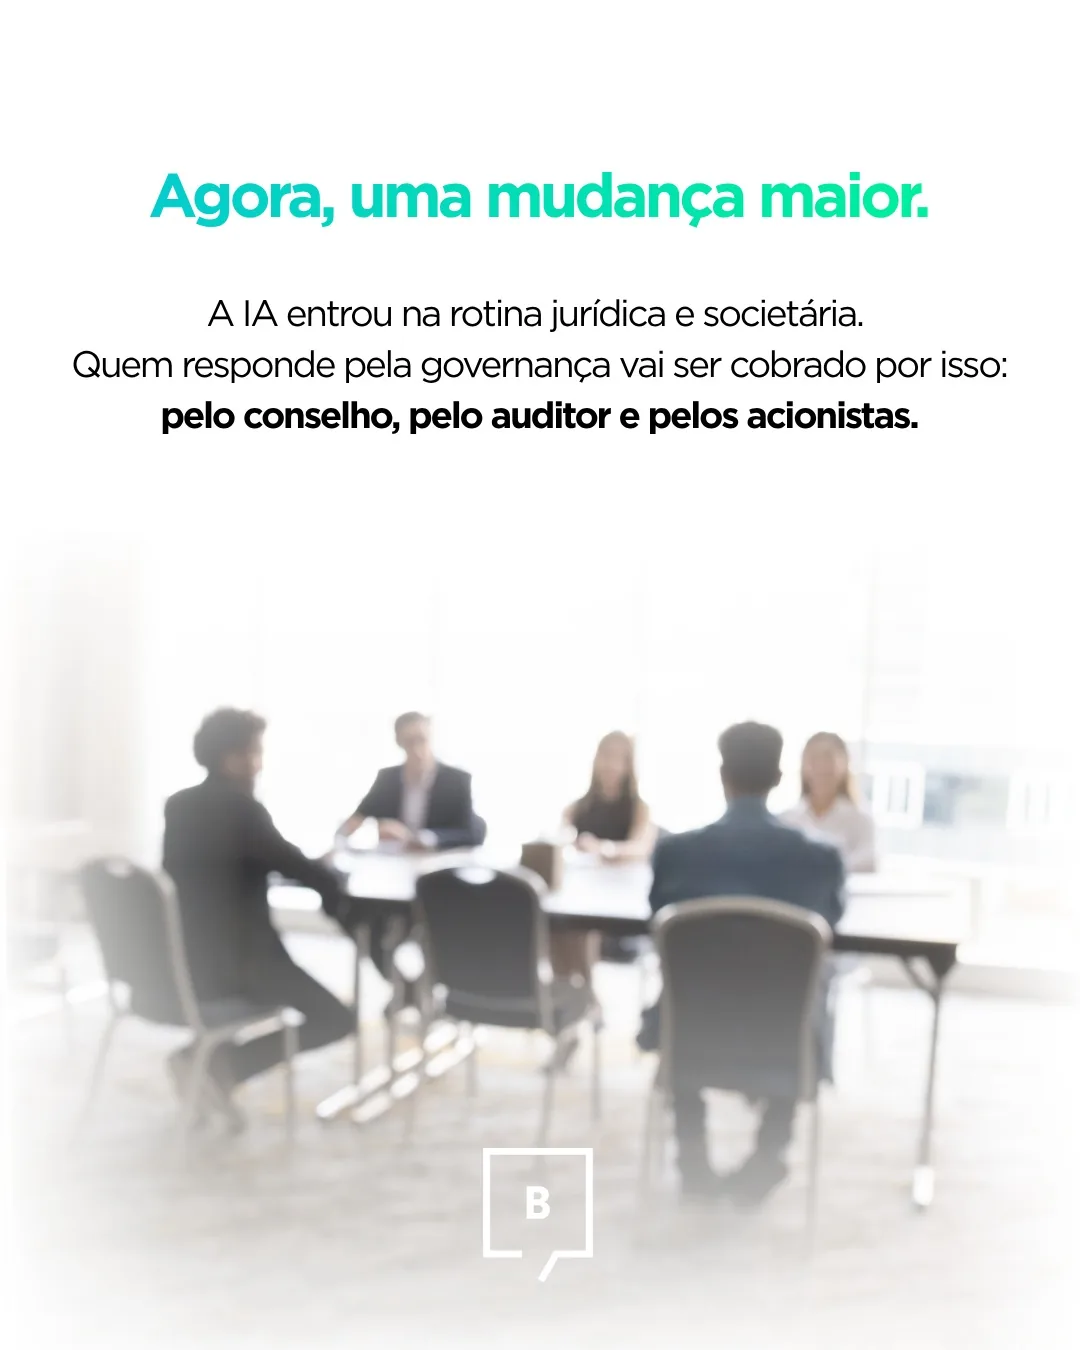 Agora, uma mudança maior.
A IA entrou na rotina jurídica e societária.
Quem responde pela governança vai ser cobrado por isso:
pelo conselho, pelo auditor e pelos acionistas.
B